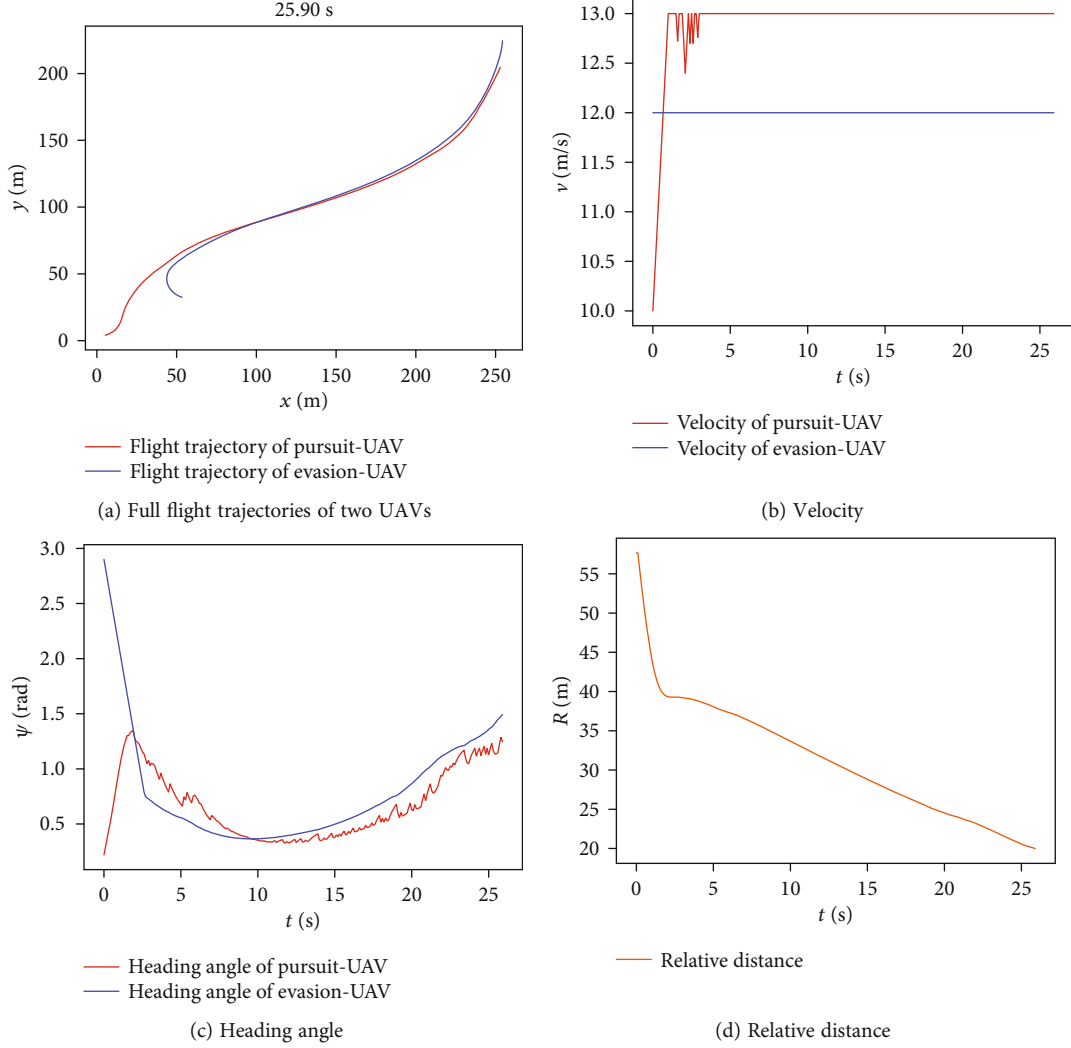 25.90 s
200
150
100
50
0
y (m)
0 50 100 150 200 250
x (m)
Flight trajectory of pursuit-UAV
Flight trajectory of evasion-UAV
(a) Full flight trajectories of two UAVs
13.0
12.5
12.0
11.5
11.0
10.5
10.0
v (m/s)
0 5 10 15 20 25
t (s)
Velocity of pursuit-UAV
Velocity of evasion-UAV
(b) Velocity
3.0
2.5
2.0
1.5
1.0
0.5
ψ (rad)
0 5 10 15 20 25
t (s)
Heading angle of pursuit-UAV
Heading angle of evasion-UAV
(c) Heading angle
55
50
45
40
35
30
25
20
R (m)
0 5 10 15 20 25
t (s)
Relative distance
(d) Relative distance